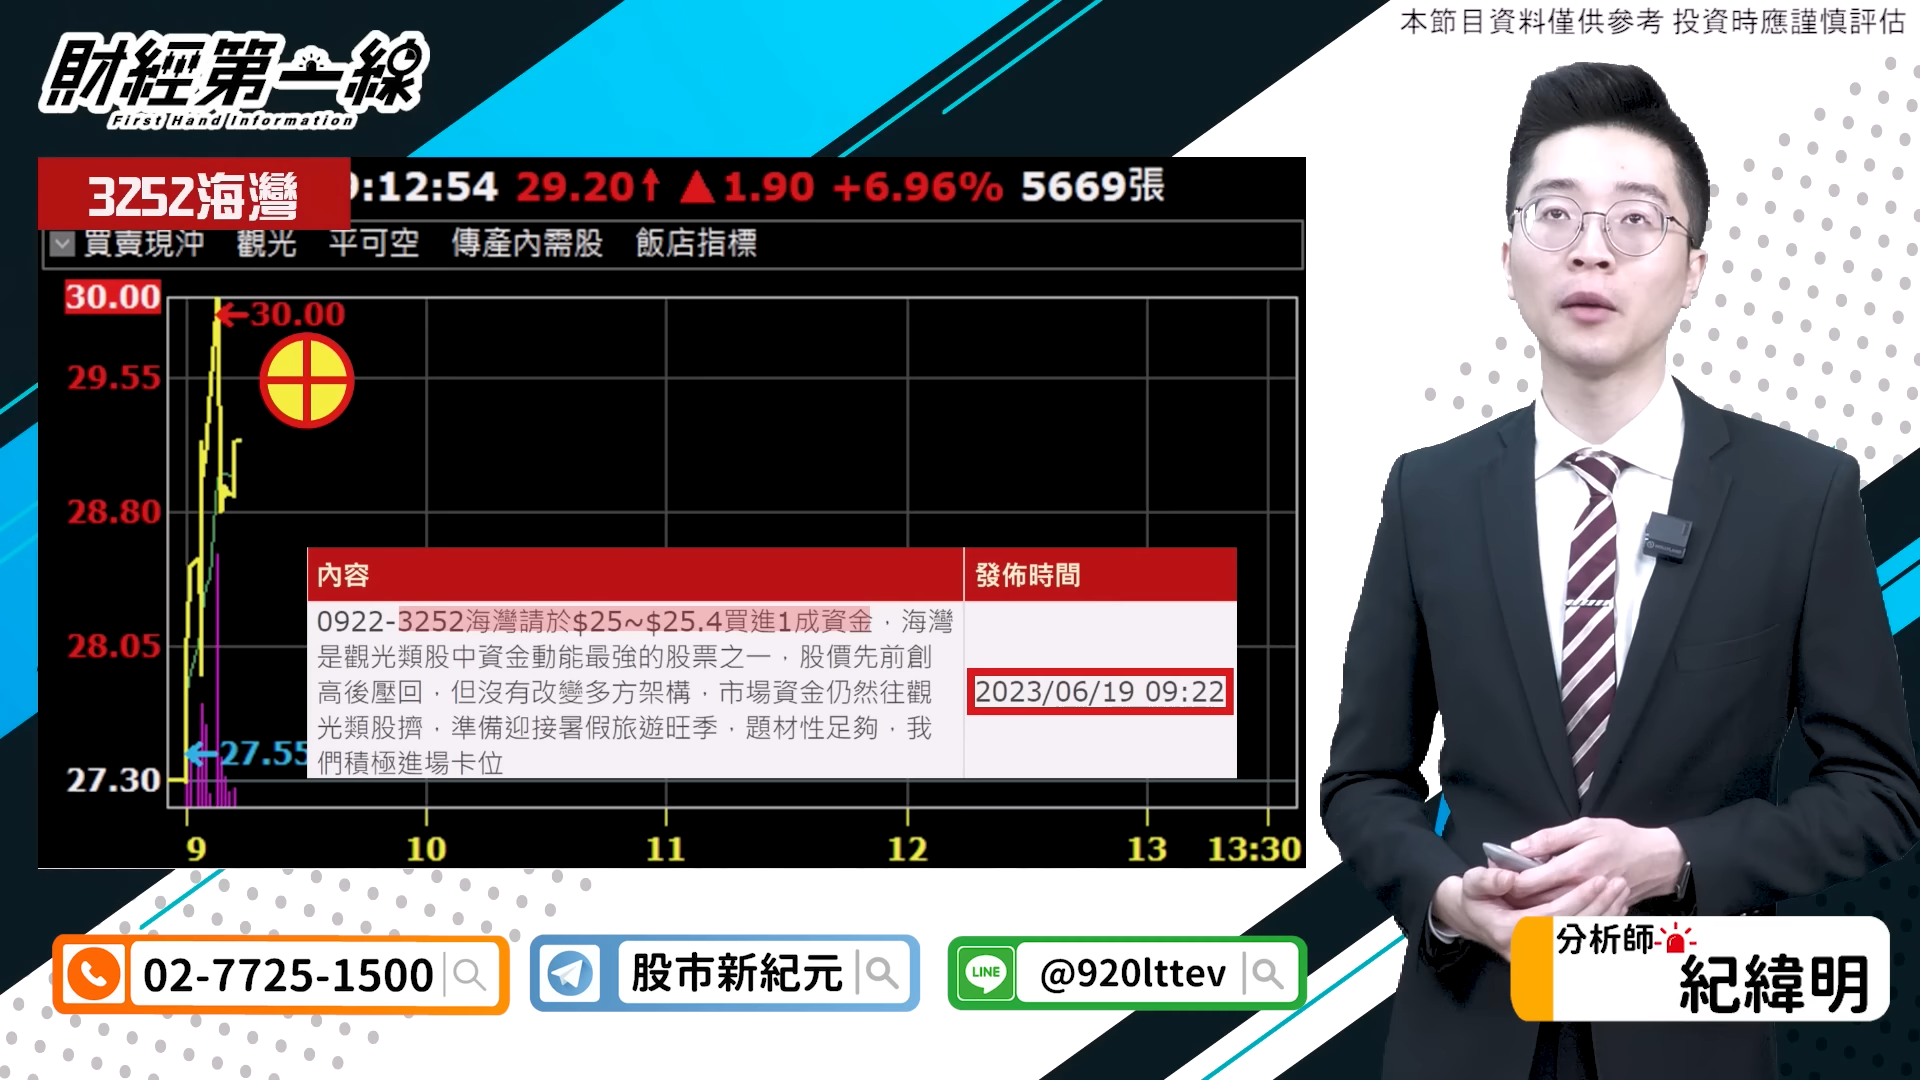 本節目資料僅供參考 投資時應謹慎評估
財經第一線
First Hand Information
3252海灣
9:12:54 29.20↑ ▲1.90 +6.96% 5669張
買賣現沖 觀光 平可空 傳產內需股 飯店指標
30.00
←30.00
29.55
28.80
28.05
27.30
←27.55
內容 發佈時間
0922-3252海灣請於$25~$25.4買進1成資金，海灣
是觀光類股中資金動能最強的股票之一，股價先前創
高後壓回，但沒有改變多方架構，市場資金仍然往觀
光類股擠，準備迎接暑假旅遊旺季，題材性足夠，我
們積極進場卡位
2023/06/19 09:22
9 10 11 12 13 13:30
02-7725-1500
股市新紀元
LINE
@920lttev
分析師
紀緯明